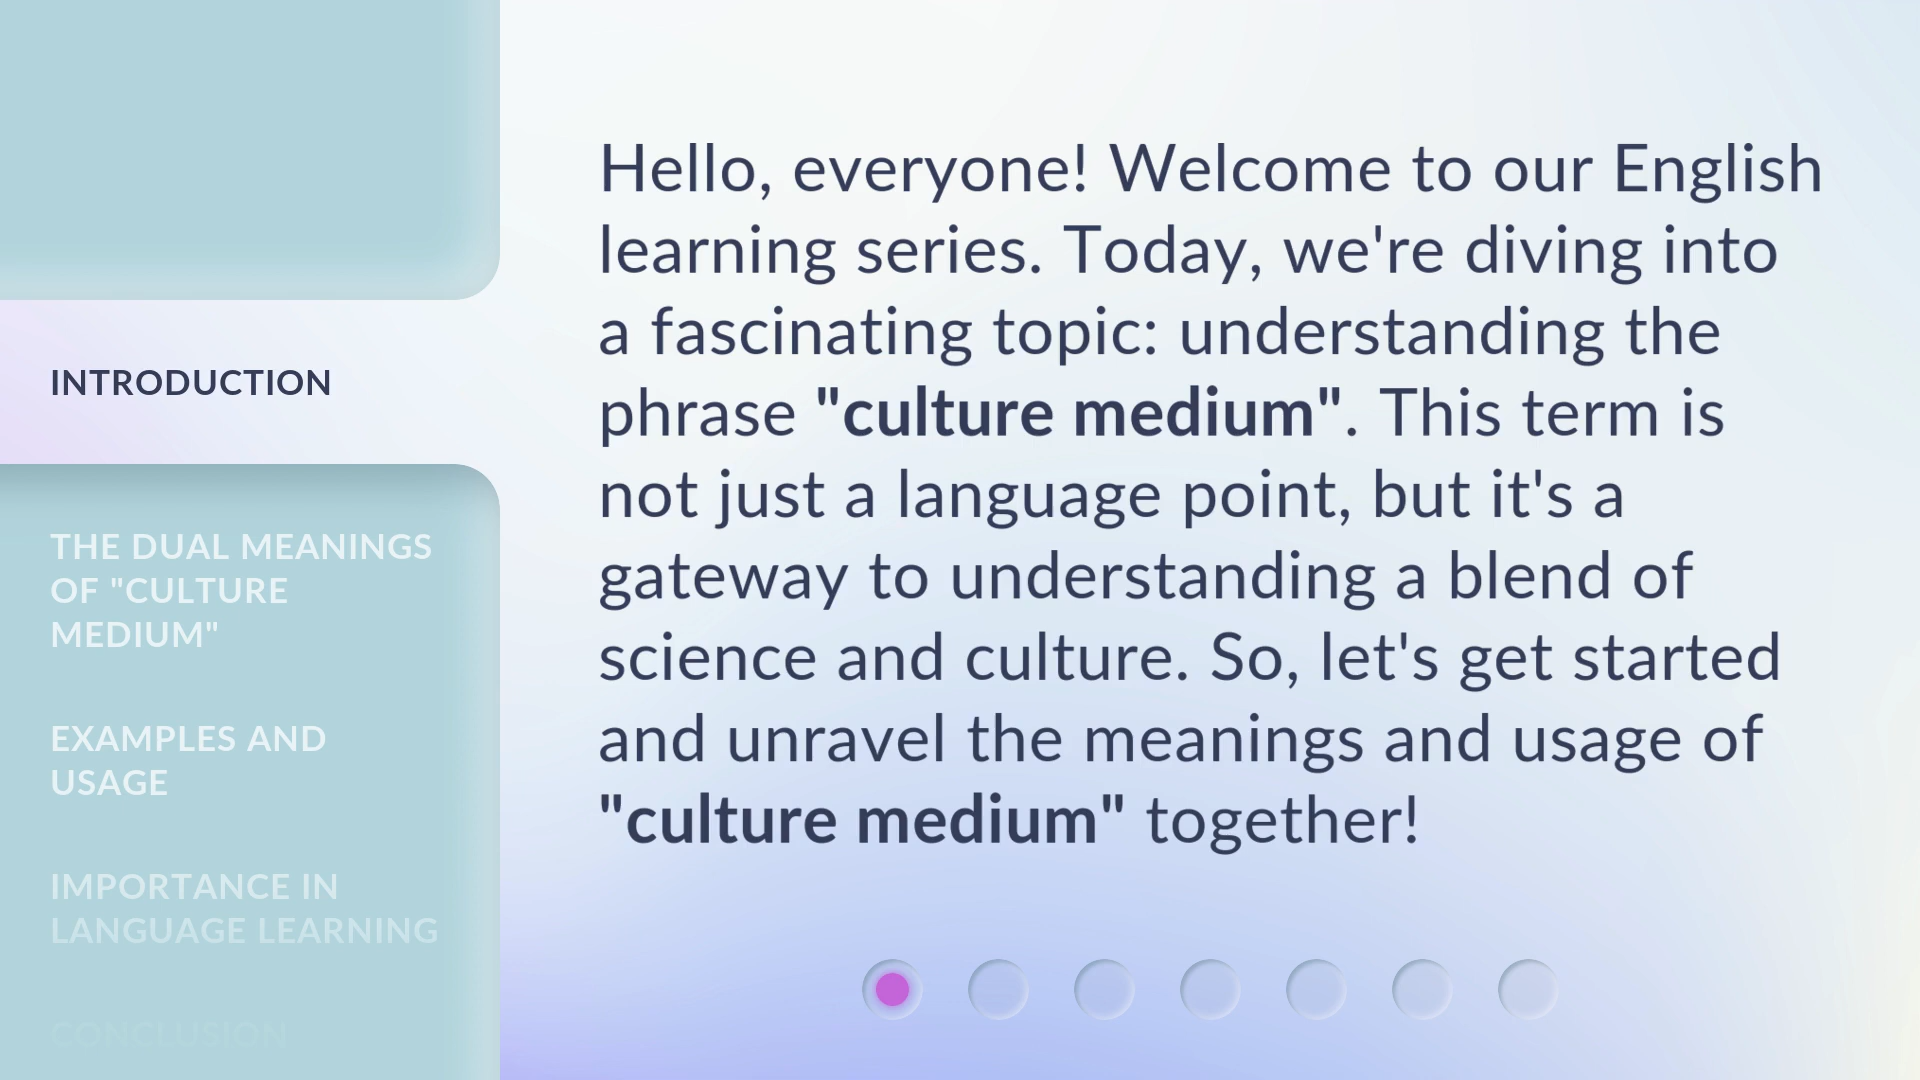 INTRODUCTION
THE DUAL MEANINGS
OF "CULTURE
MEDIUM"
EXAMPLES AND
USAGE
IMPORTANCE IN
LANGUAGE LEARNING
CONCLUSION
Hello, everyone! Welcome to our English
learning series. Today, we're diving into
a fascinating topic: understanding the
phrase "culture medium". This term is
not just a language point, but it's a
gateway to understanding a blend of
science and culture. So, let's get started
and unravel the meanings and usage of
"culture medium" together!